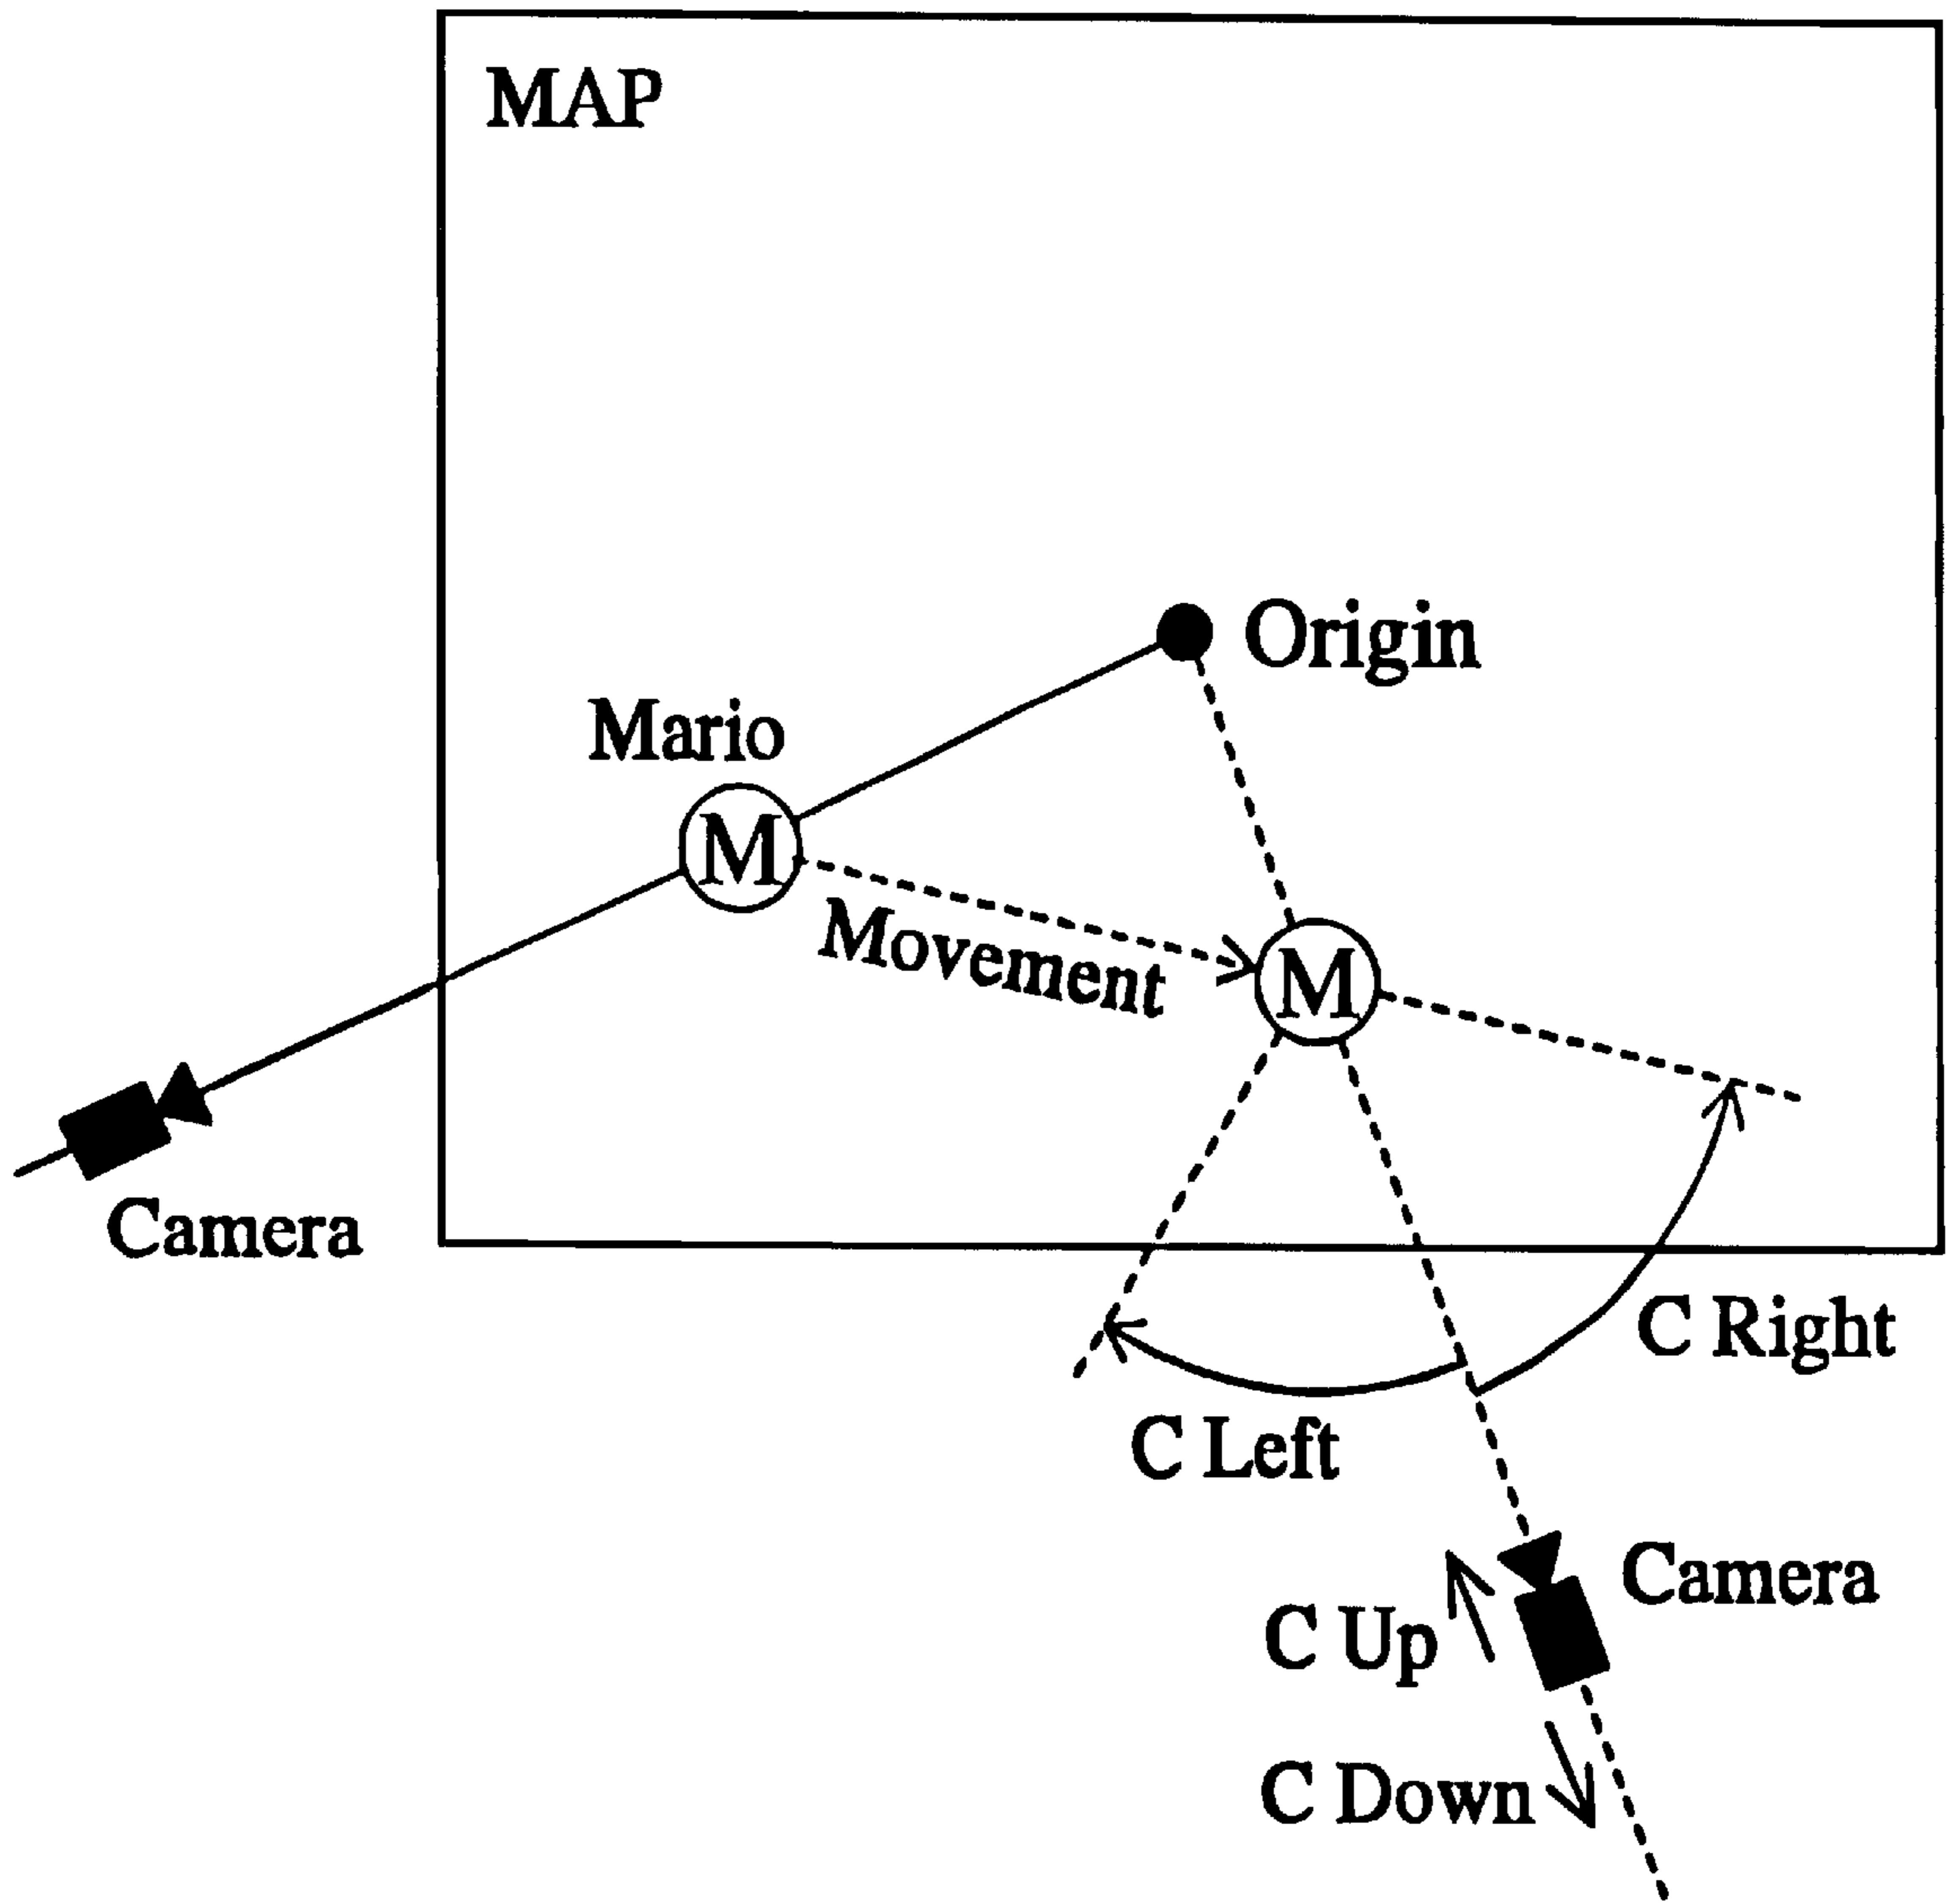 MAP
Origin
Mario
M
Movement
M
Camera
C Right
C Left
Camera
C Up
C Down